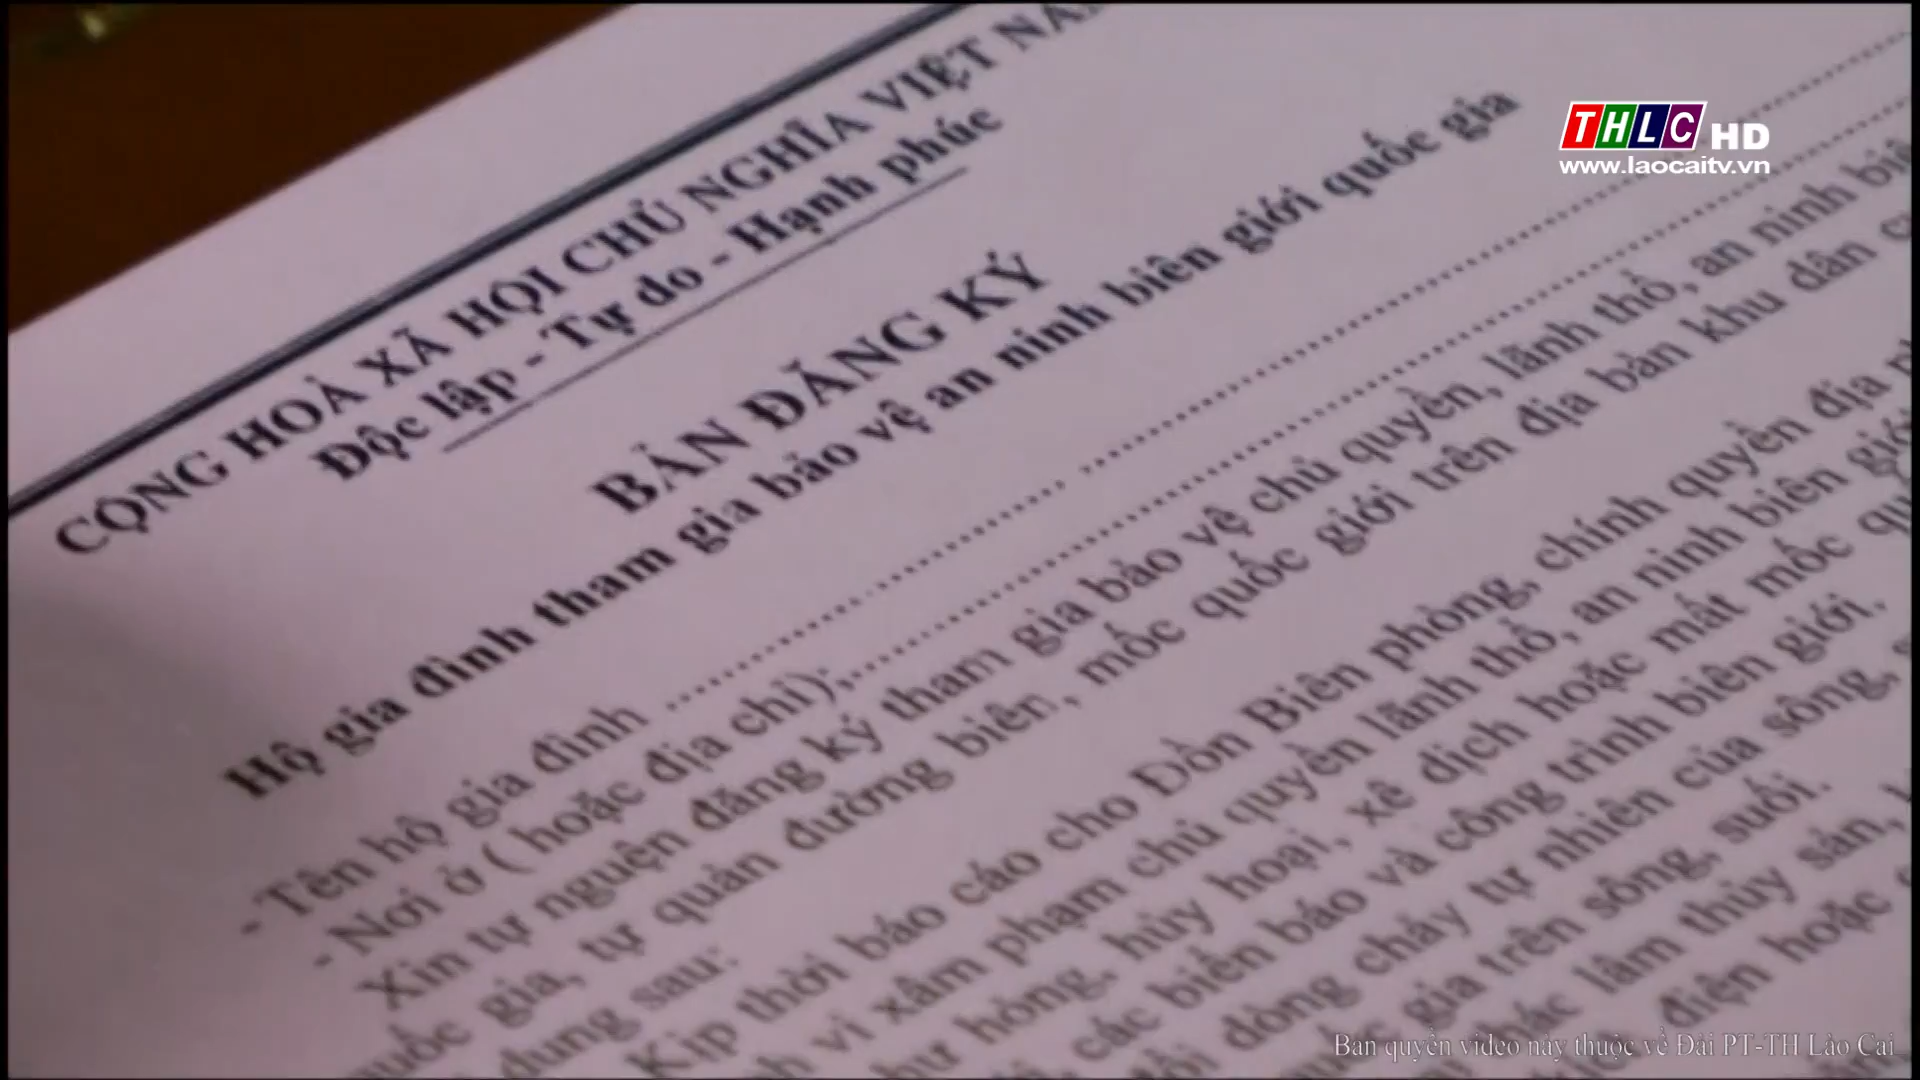 CỘNG HOÀ XÃ HỘI CHỦ NGHĨA VIỆT
Độc lập - Tự do - Hạnh phúc
BẢN ĐĂNG KÝ
Hộ gia đình tham gia bảo vệ an ninh biên giới quốc gia
THLC HD
www.laocaitv.vn
- Tên hộ gia đình
- Nơi ở ( hoặc địa chỉ);
Xin tự nguyện đăng ký tham gia bảo vệ chủ quyền, lãnh thổ, an ninh
gia, tự quản đường biên, mốc quốc giới trên địa bàn khu dân
dung sau:
Kịp thời báo cáo cho Đồn Biên phòng, chính quyền địa
vi xâm phạm chủ quyền lãnh thổ, an ninh biên giới
hỏng, hủy hoại, xê dịch hoặc mất mốc
các biển báo và công trình biên giới.
dòng chảy tự nhiên của sông,
gia trên sông, suối.
lâm thủy sản,
điện hoặc
Bản quyền video này thuộc về Đài PT-TH Lào Cai